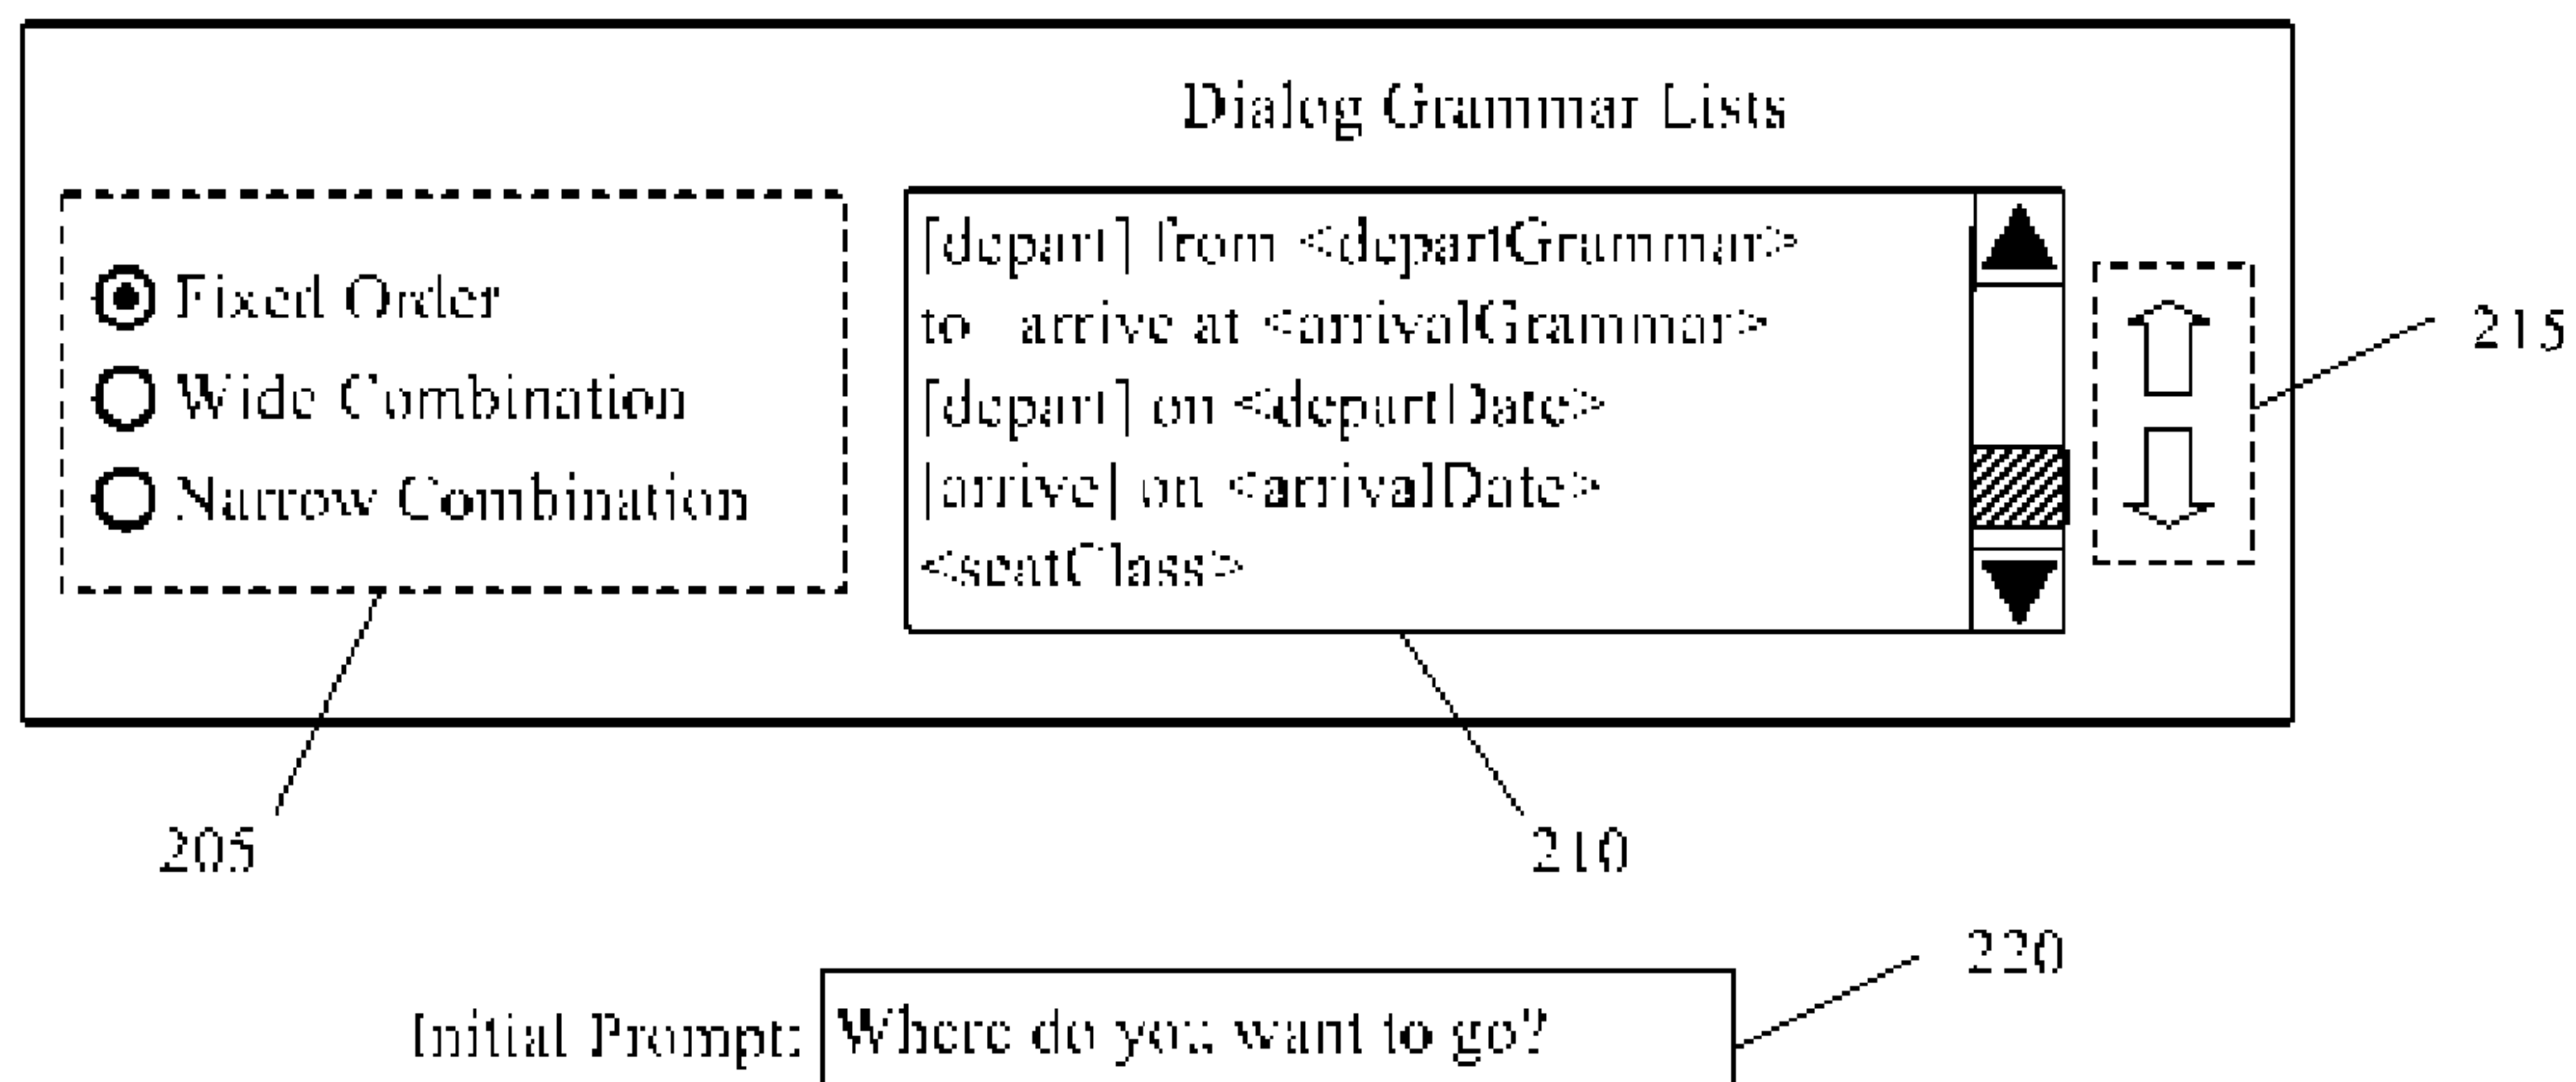 Dialog Grammar Lists
Fixed Order
Wide Combination
Narrow Combination
[depart] from <departGrammar>
to arrive at <arrivalGrammar>
[depart] on <departDate>
[arrive] on <arrivalDate>
<seatClass>
215
205
210
220
Initial Prompt: Where do you want to go?